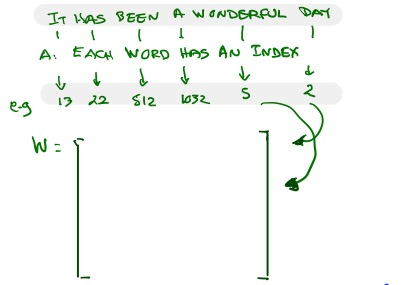 IT HAS BEEN A WONDERFUL DAY
A: EACH WORD HAS AN INDEX
e.g 13 22 512 1032 5 2
W =